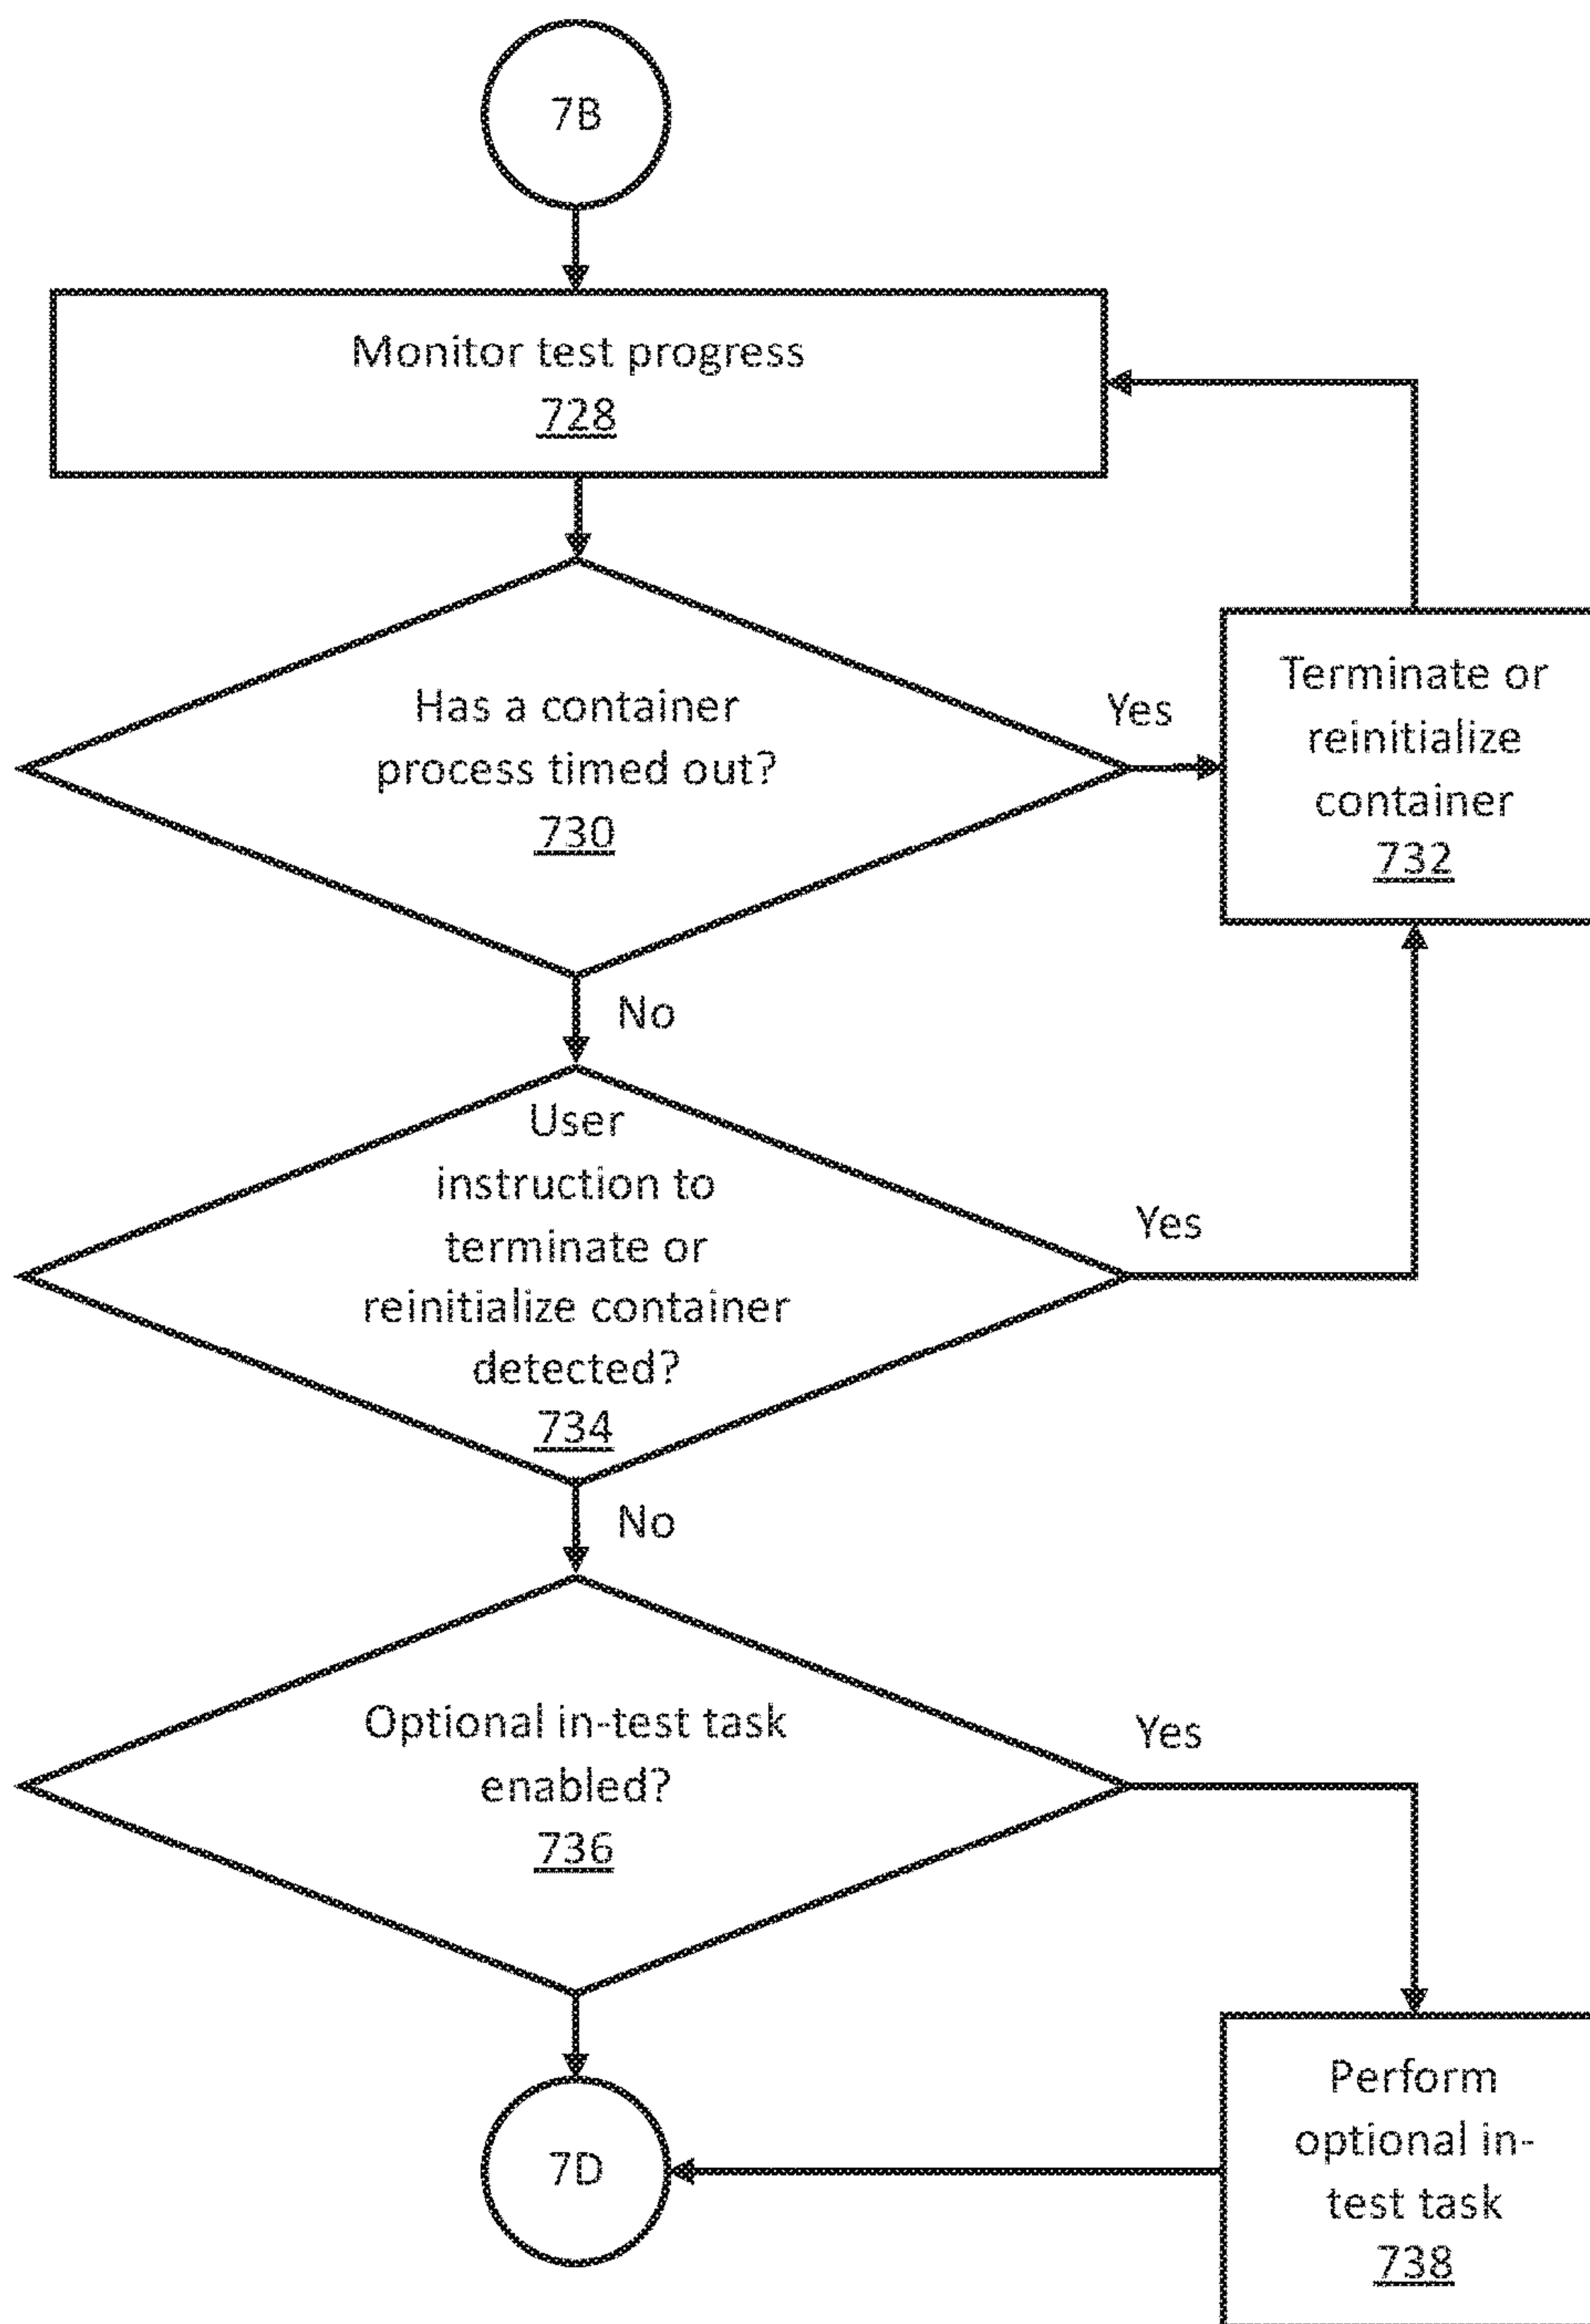 7B
Monitor test progress
728
Has a container
process timed out?
730
Yes
Terminate or
reinitialize
container
732
No
User
instruction to
terminate or
reinitialize container
detected?
734
Yes
No
Optional in-test task
enabled?
736
Yes
7D
Perform
optional in-
test task
738